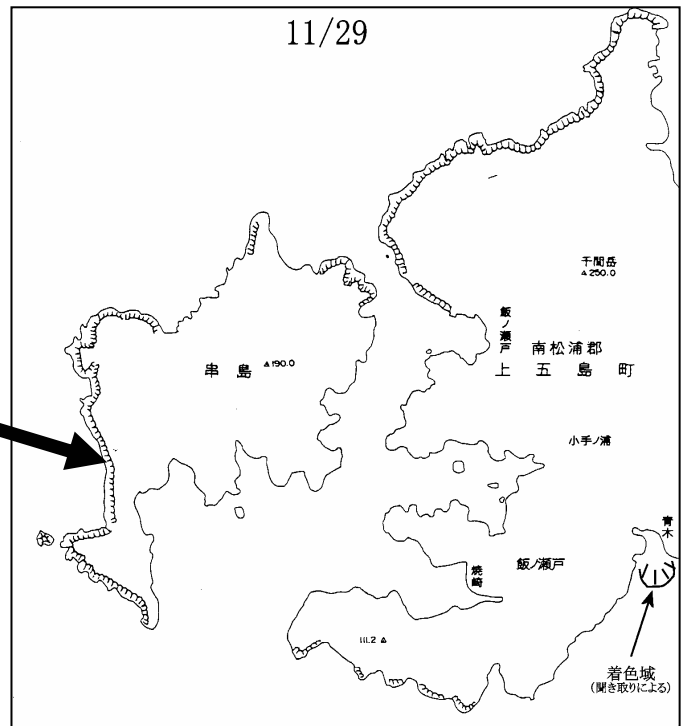 11/29
千間岳
△250.0
飯ノ瀬戸
南松浦郡
上五島町
串島 △190.0
小手ノ浦
青木
飯ノ瀬戸
焼崎
111.2 △
着色域
(聞き取りによる)